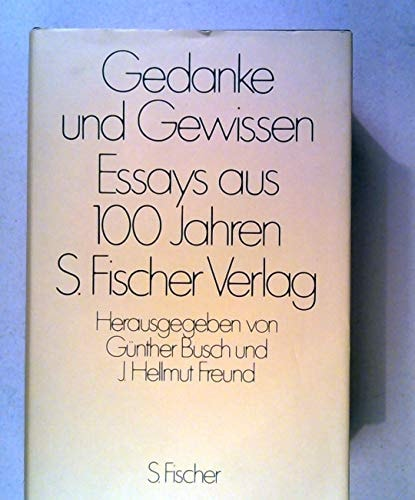 Gedanke
und Gewissen
Essays aus
100 Jahren
S. Fischer Verlag
Herausgegeben von
Günther Busch und
J. Hellmut Freund
S. Fischer